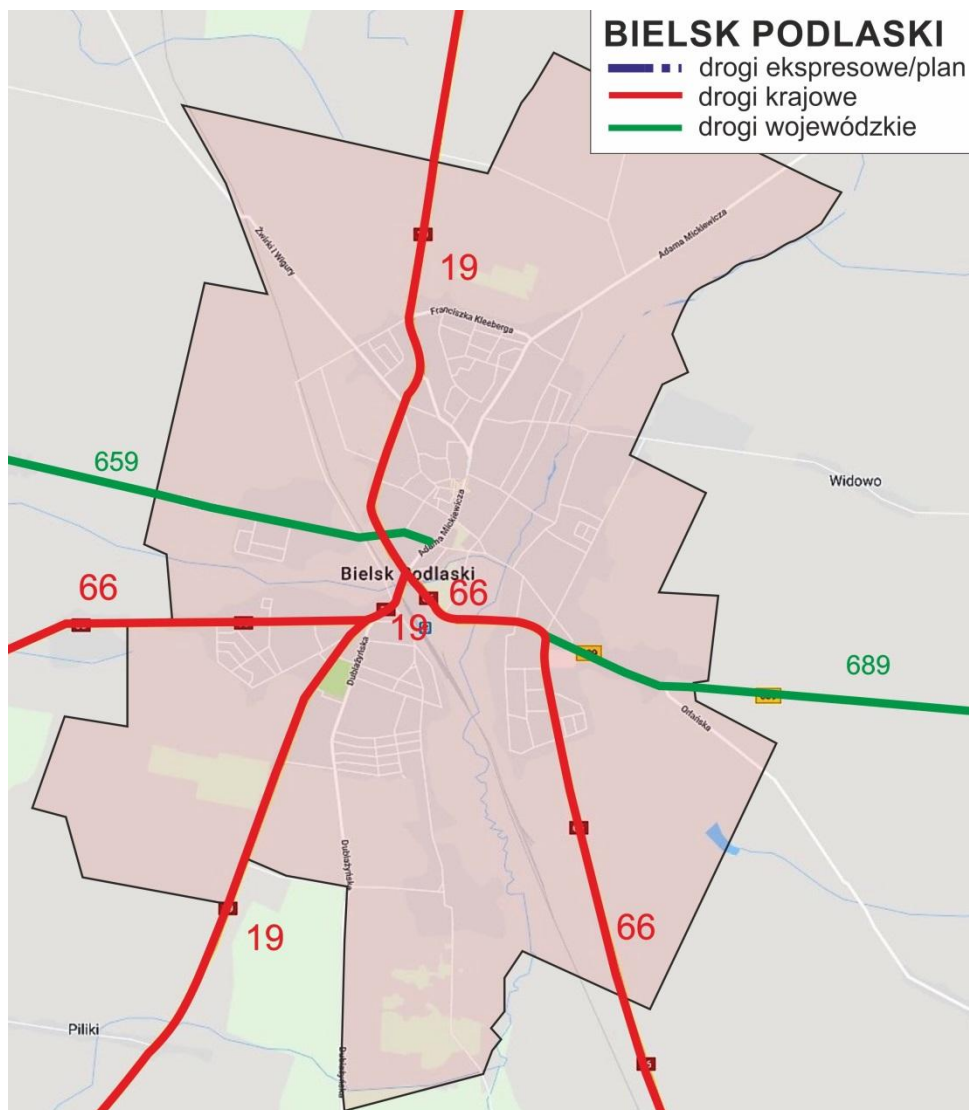 BIELSK PODLASKI
drogi ekspresowe/plan
drogi krajowe
drogi wojewódzkie
Adama Mickiewicza
Żwirki i Wigury
19
Franciszka Kleeberga
659
Widowo
Adama Mickiewicza
Bielsk Podlaski
66
66
19
Dubiażyńska
689
Orlańska
Dubiażyńska
66
19
Piliki
Dubiażyńska